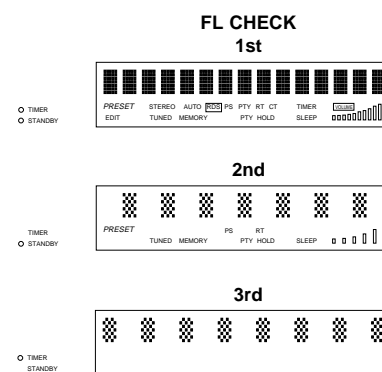 FL CHECK
1st
PRESET STEREO AUTO RDS PS PTY RT CT TIMER VOLUME
TIMER
EDIT TUNED MEMORY PTY HOLD SLEEP
STANDBY
2nd
PRESET PS RT
TIMER
TUNED MEMORY PTY HOLD SLEEP
STANDBY
3rd
TIMER
STANDBY